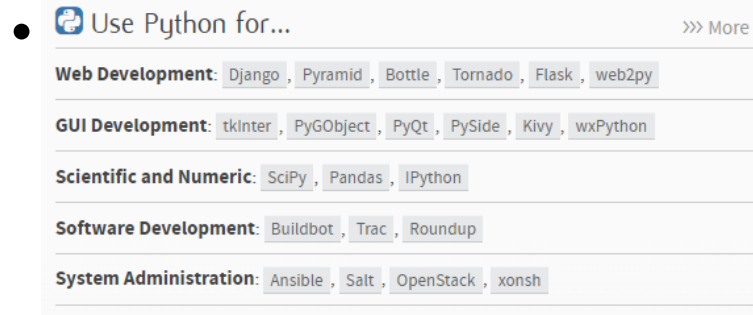 Use Python for...
>>> More
Web Development: Django, Pyramid, Bottle, Tornado, Flask, web2py
GUI Development: tkInter, PyGObject, PyQt, PySide, Kivy, wxPython
Scientific and Numeric: SciPy, Pandas, IPython
Software Development: Buildbot, Trac, Roundup
System Administration: Ansible, Salt, OpenStack, xonsh